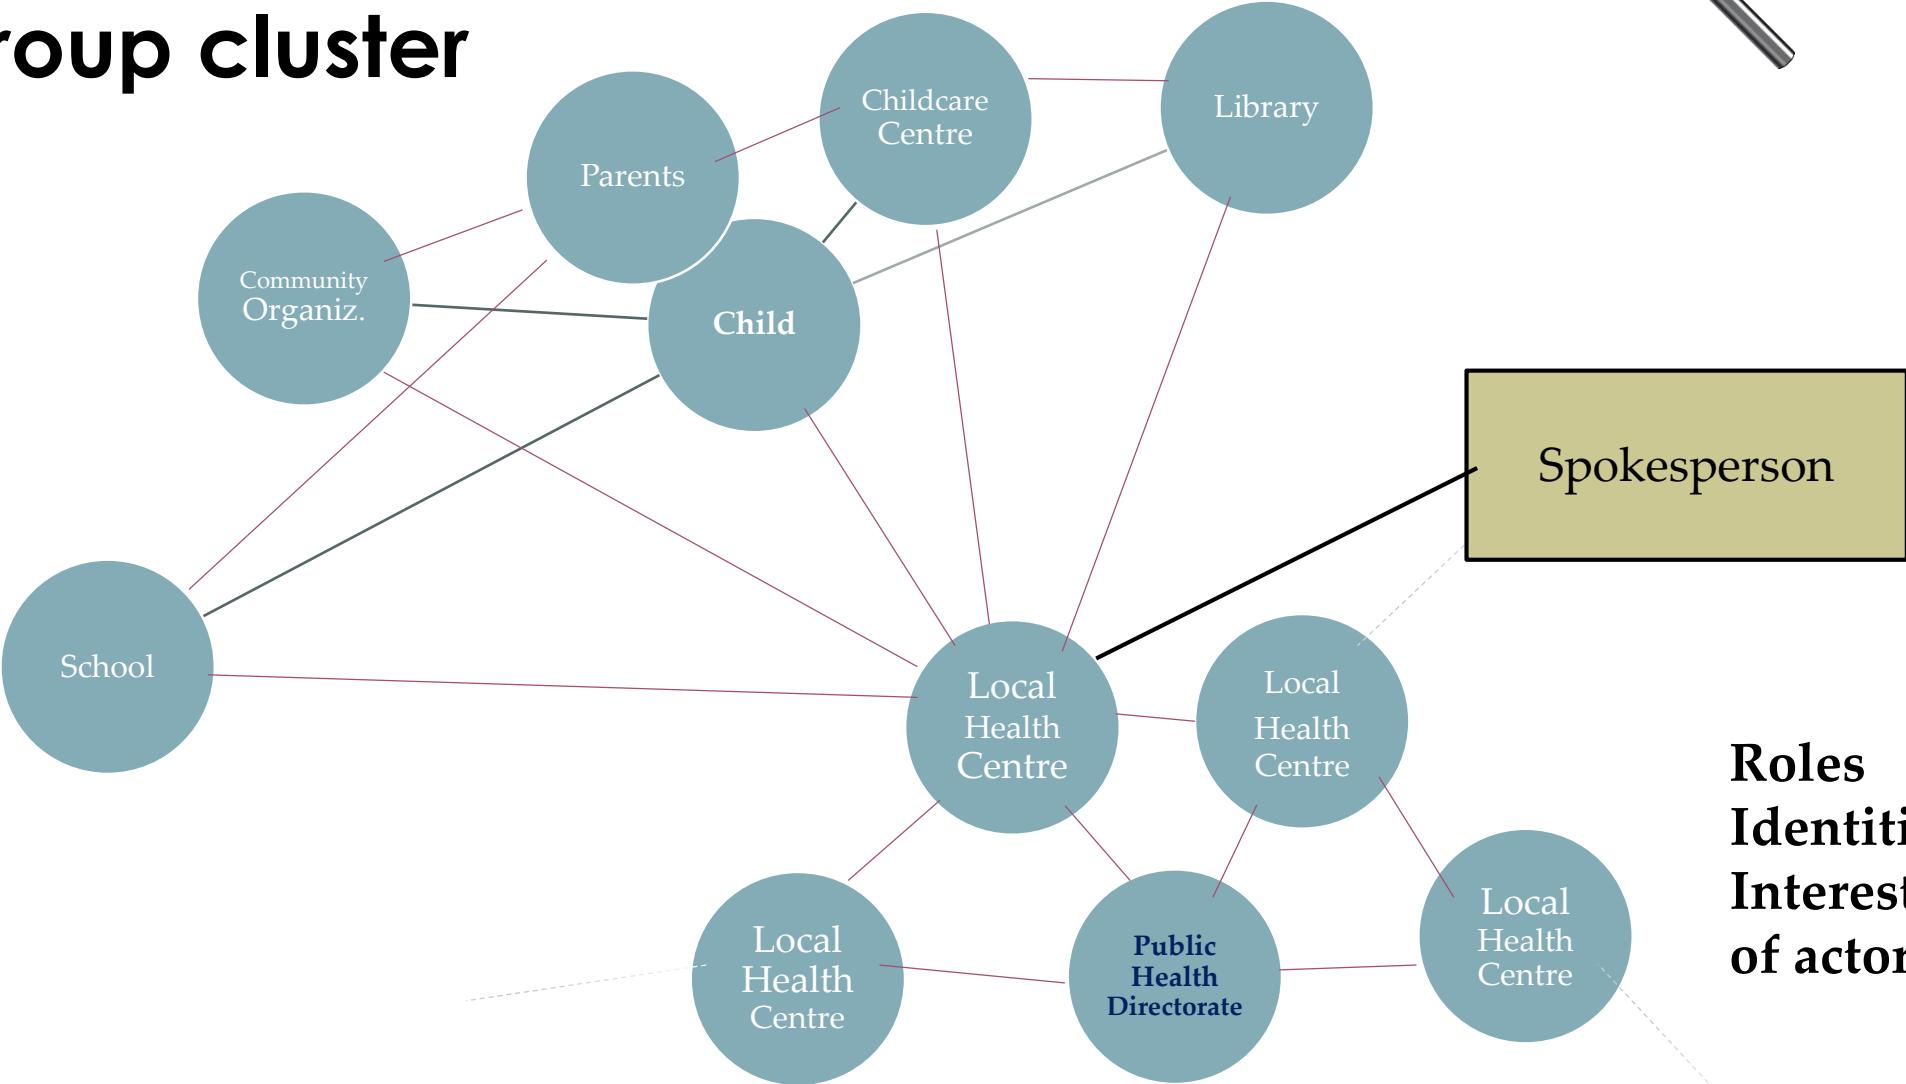 roup cluster
Childcare
Centre
Library
Parents
Community
Organiz.
Child
Spokesperson
School
Local
Health
Centre
Local
Health
Centre
Roles
Identiti
Interest
of actor
Local
Health
Centre
Public
Health
Directorate
Local
Health
Centre